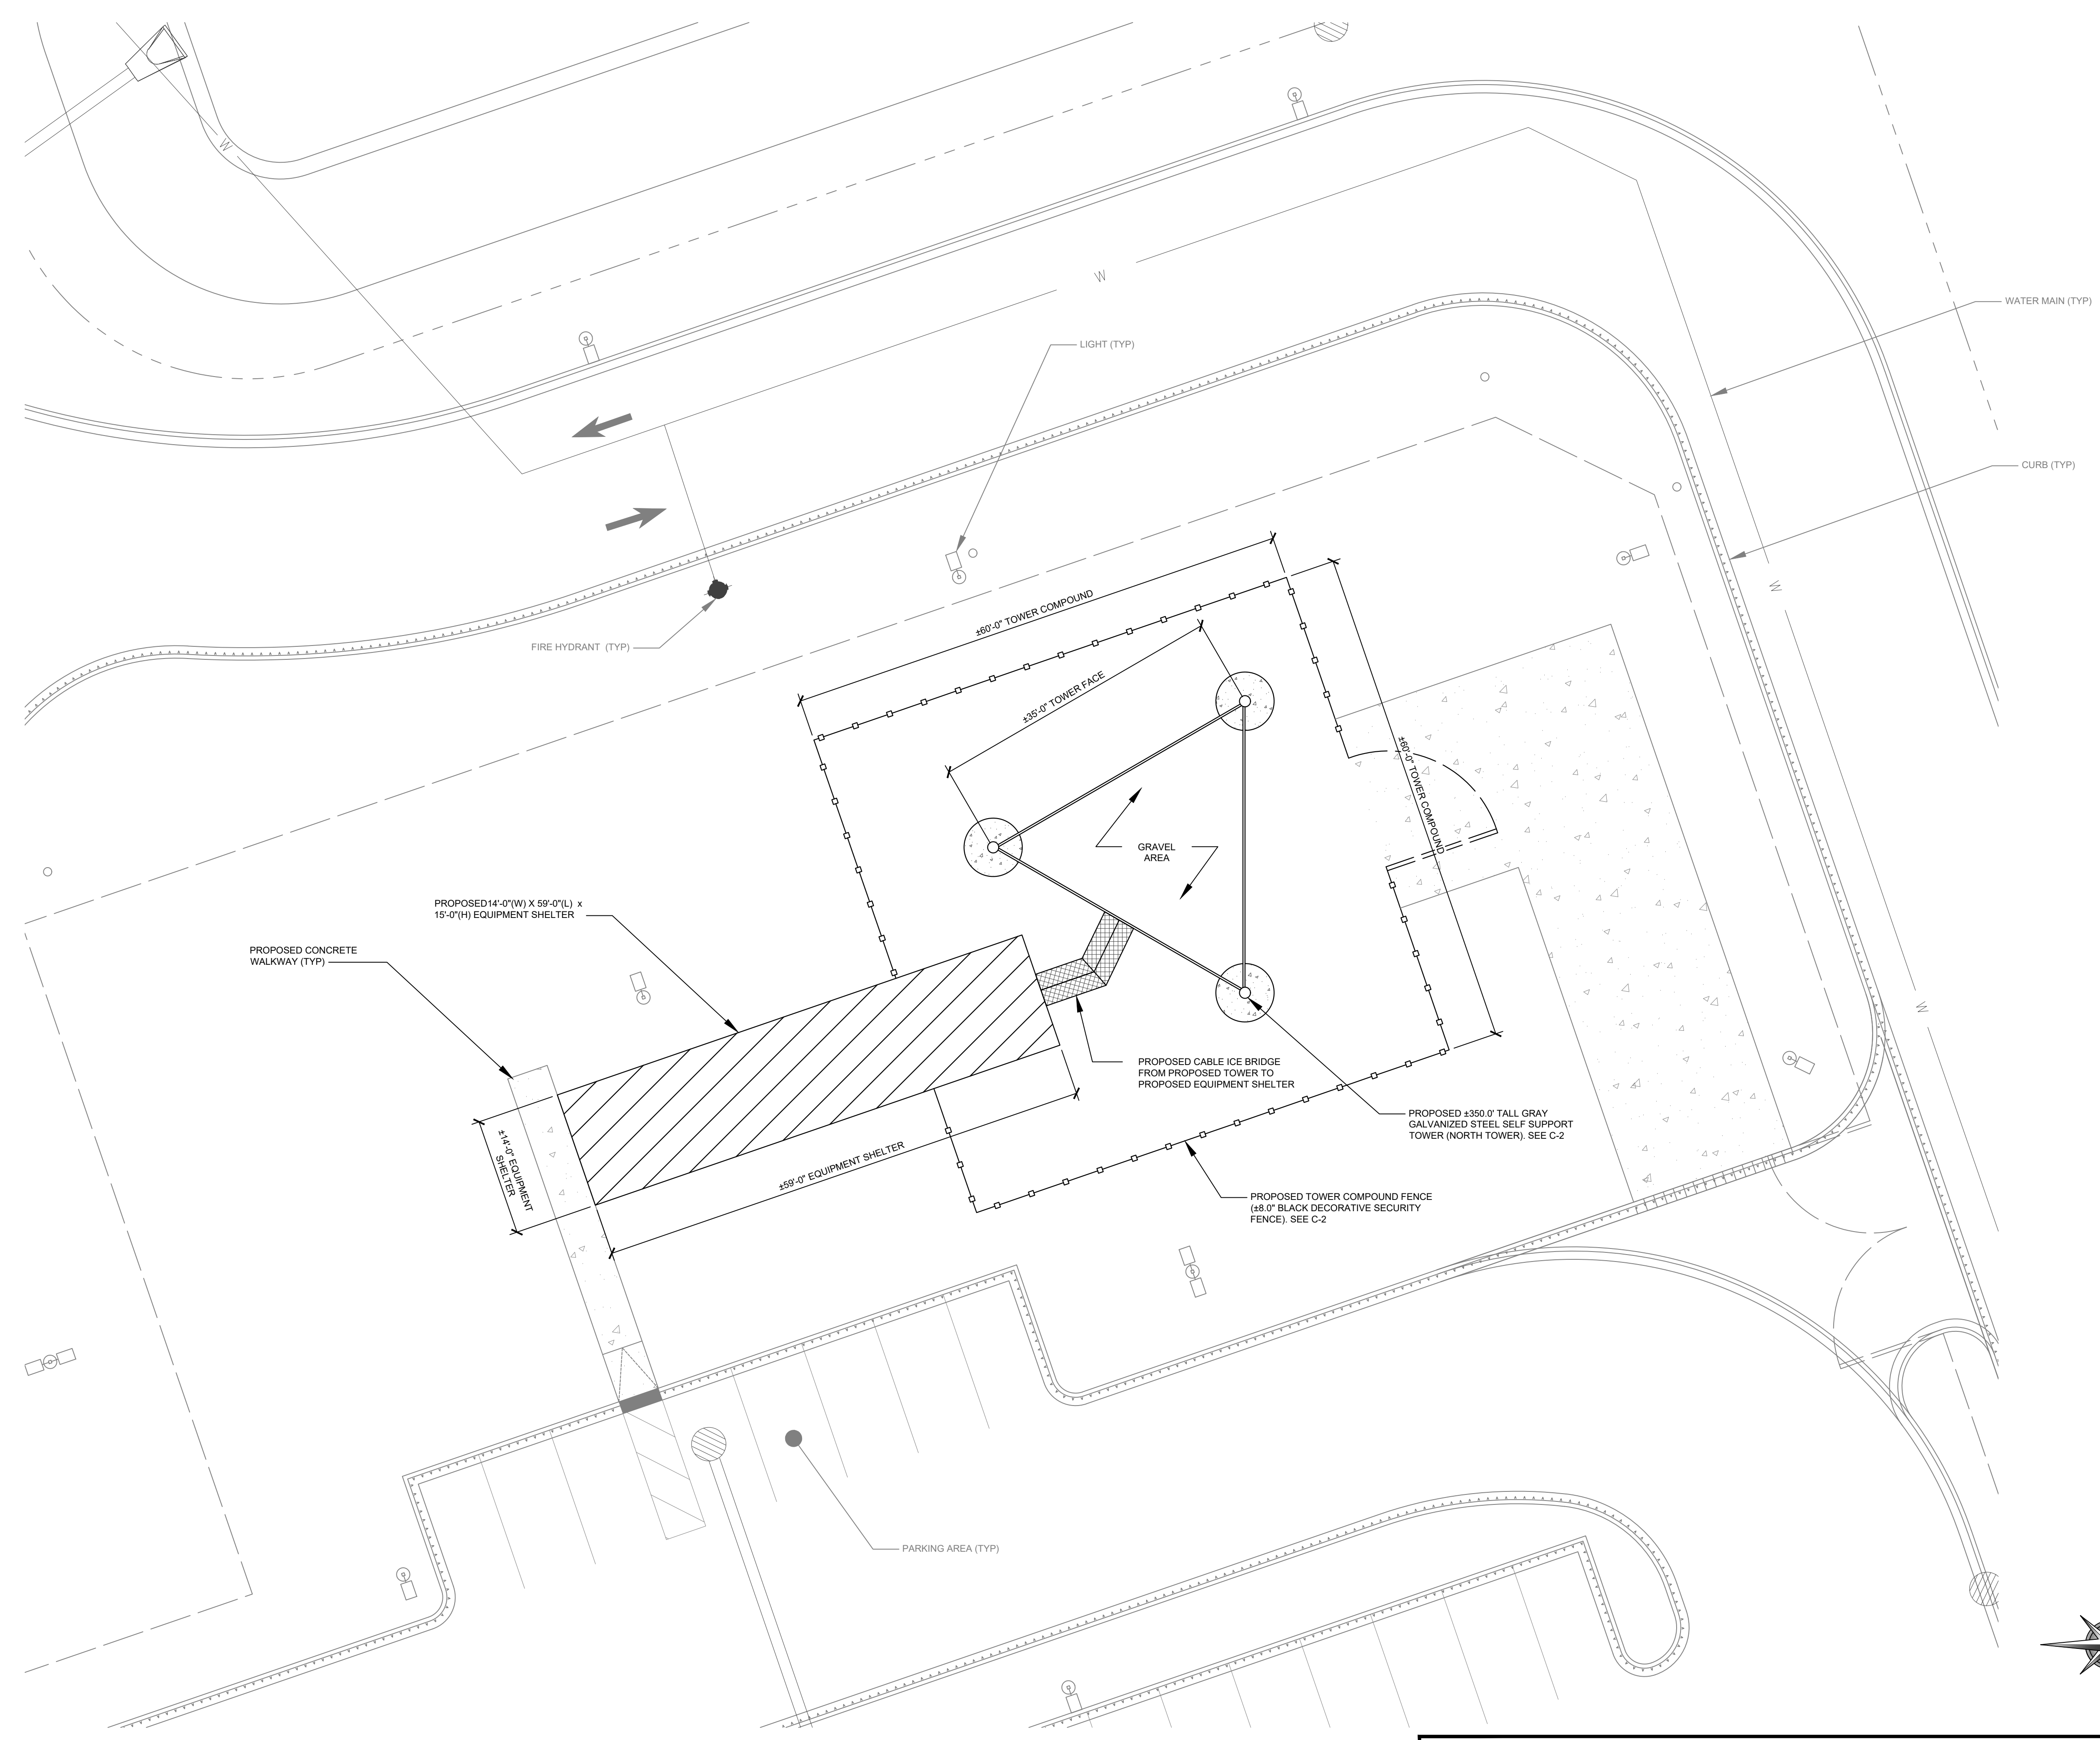 W
W
WATER MAIN (TYP)
LIGHT (TYP)
CURB (TYP)
W
±60'-0" TOWER COMPOUND
FIRE HYDRANT (TYP)
±35'-0" TOWER FACE
±60'-0" TOWER COMPOUND
GRAVEL
AREA
PROPOSED14'-0"(W) X 59'-0"(L) x
15'-0"(H) EQUIPMENT SHELTER
PROPOSED CONCRETE
WALKWAY (TYP)
W
PROPOSED CABLE ICE BRIDGE
FROM PROPOSED TOWER TO
PROPOSED EQUIPMENT SHELTER
PROPOSED ±350.0' TALL GRAY
GALVANIZED STEEL SELF SUPPORT
TOWER (NORTH TOWER). SEE C-2
±14'-0" EQUIPMENT
SHELTER
±59'-0" EQUIPMENT SHELTER
PROPOSED TOWER COMPOUND FENCE
(±8.0" BLACK DECORATIVE SECURITY
FENCE). SEE C-2
PARKING AREA (TYP)